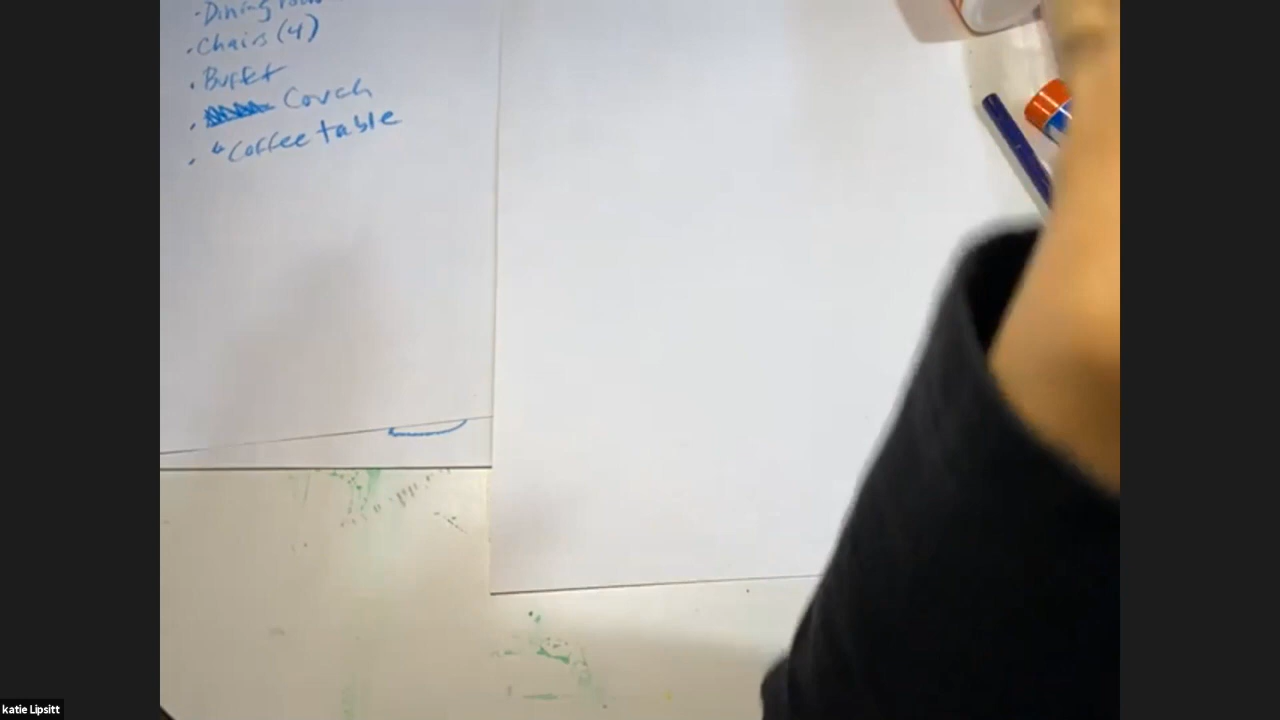 · Dining
· Chairs (4)
· Buffet
· Couch
· "Coffee table
katie Lipsitt